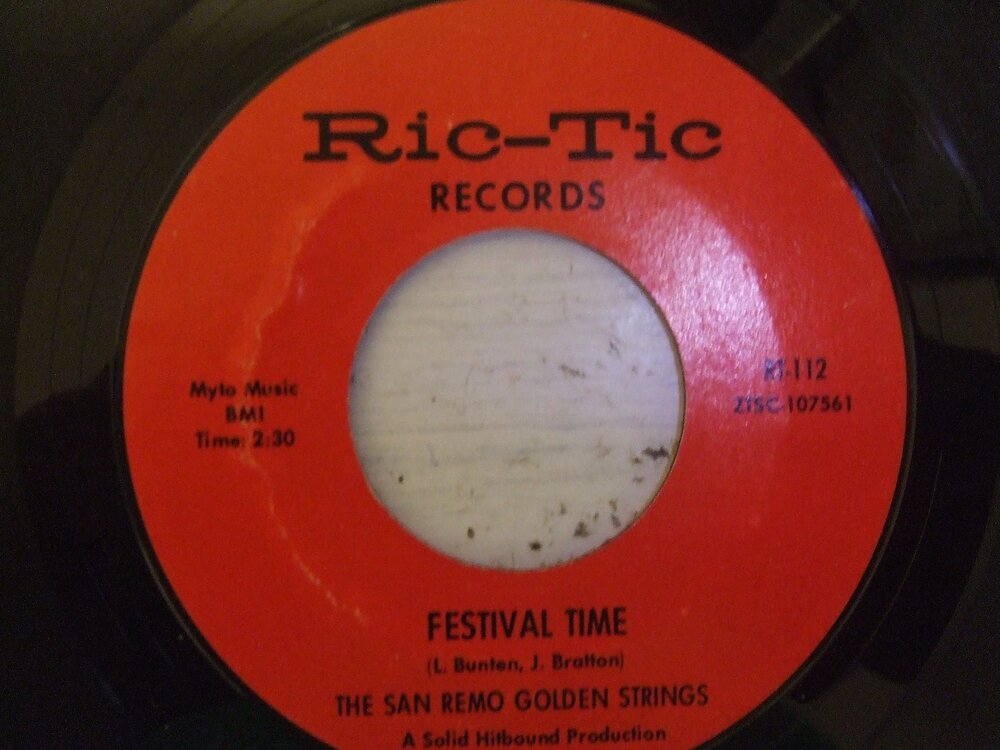 Ric-Tic
RECORDS
Myto Music
BMI
Time: 2:30
RT-112
ZTSC-107561
FESTIVAL TIME
(L. Bunten, J. Bratton)
THE SAN REMO GOLDEN STRINGS
A Solid Hitbound Production